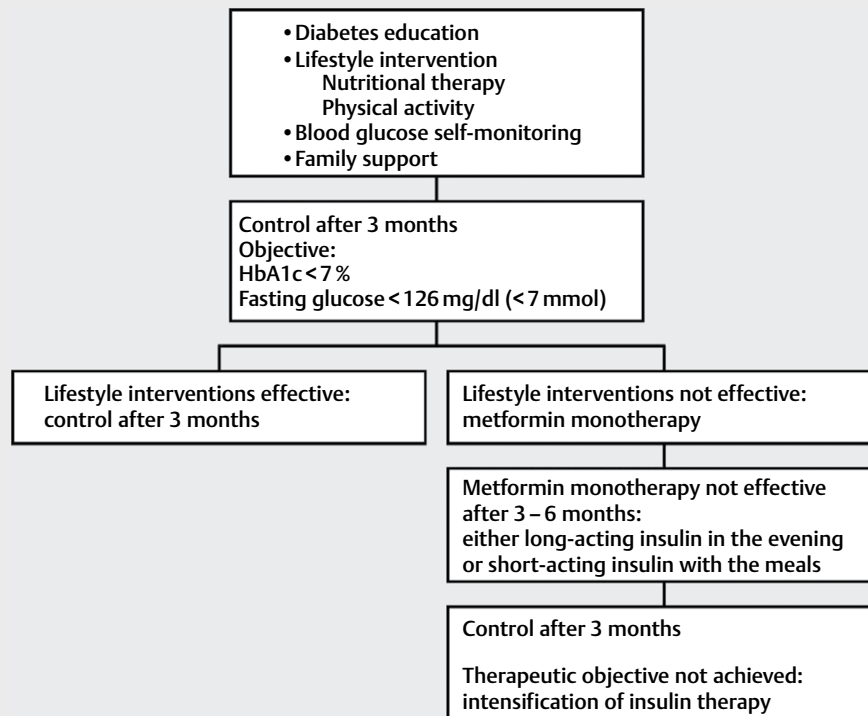 •Diabetes education
•Lifestyle intervention
Nutritional therapy
Physical activity
•Blood glucose self-monitoring
•Family support
Control after 3 months
Objective:
HbA1c<7 %
Fasting glucose<126 mg/dl (<7 mmol)
Lifestyle interventions effective:
control after 3 months
Lifestyle interventions not effective:
metformin monotherapy
Metformin monotherapy not effective
after 3–6 months:
either long-acting insulin in the evening
or short-acting insulin with the meals
Control after 3 months
Therapeutic objective not achieved:
intensification of insulin therapy